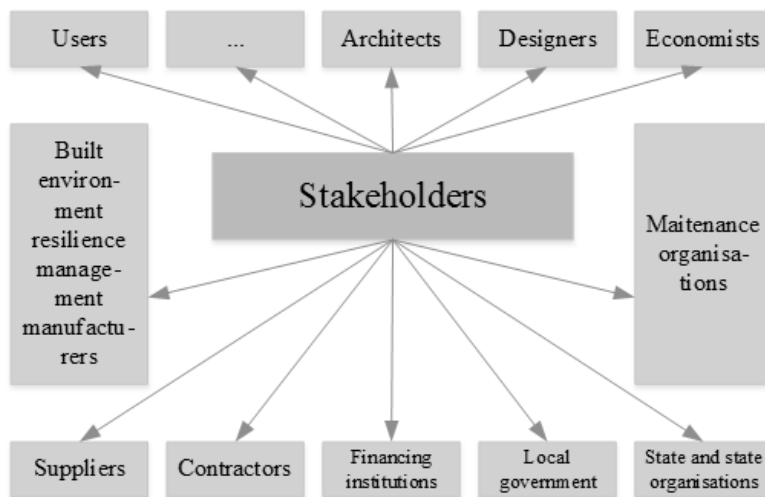 Users
...
Architects
Designers
Economists
Built
environ-
ment
resilience
manage-
ment
manufactu-
rers
Stakeholders
Maitenance
organisa-
tions
Suppliers
Contractors
Financing
institutions
Local
government
State and state
organisations